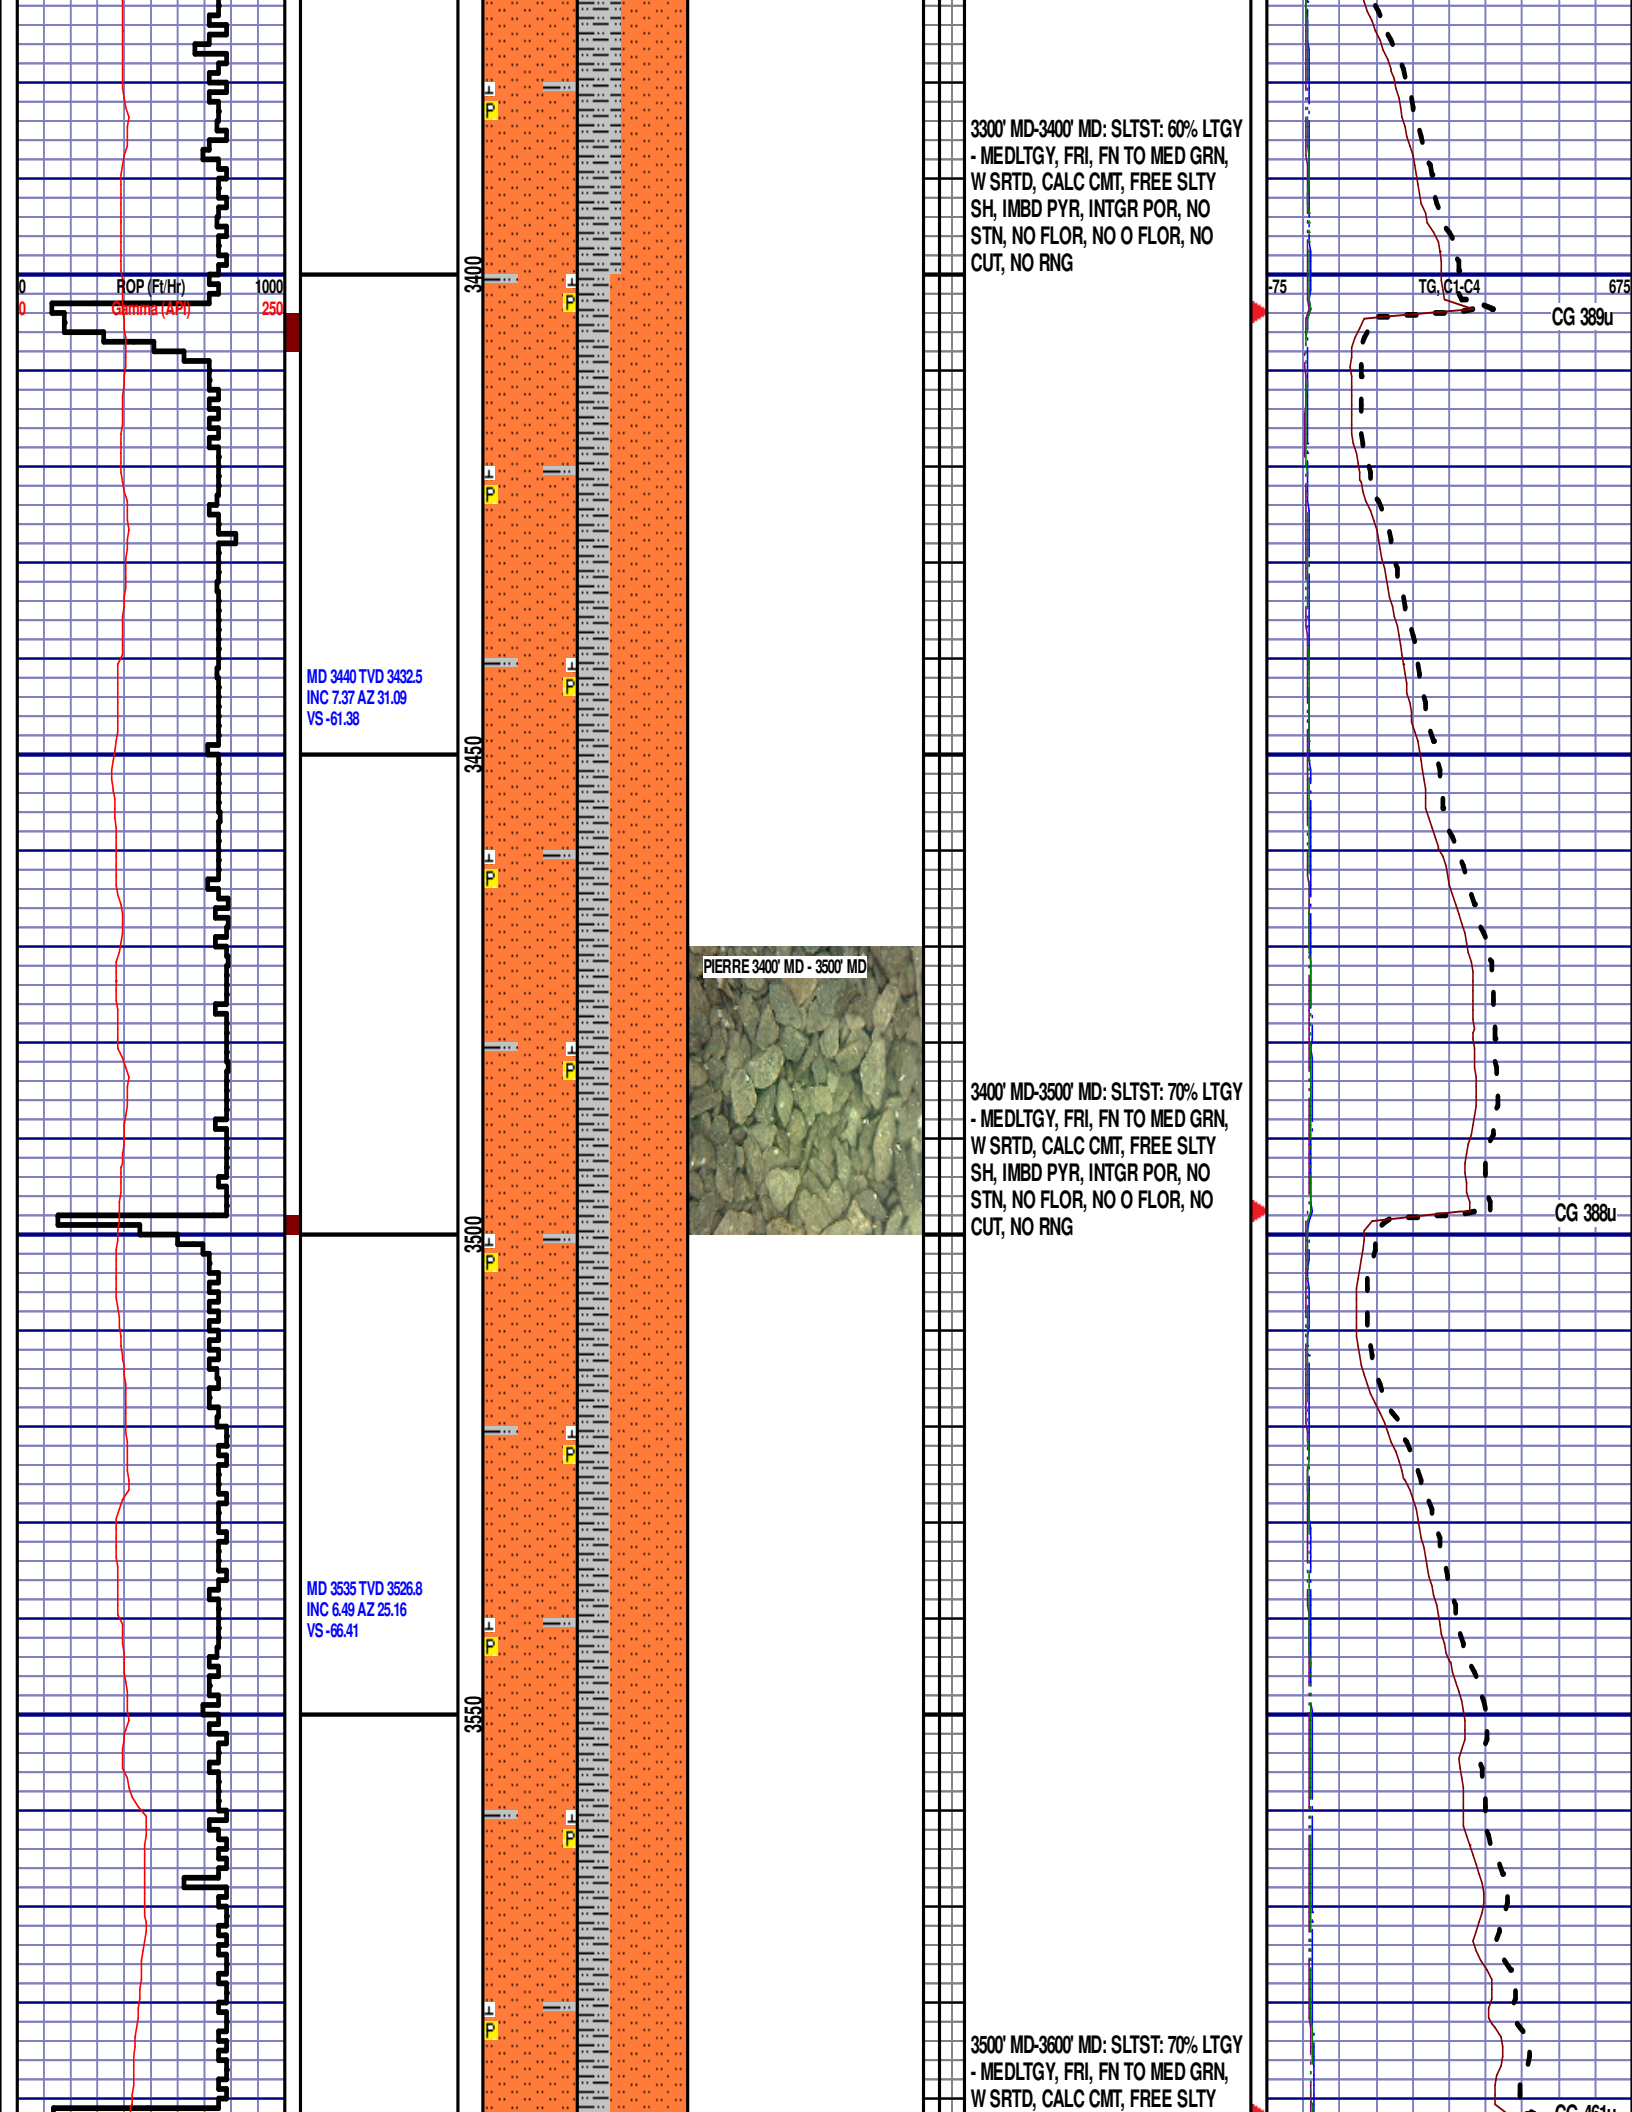 3300' MD-3400' MD: SLTST: 60% LTGY
- MEDLTGY, FRI, FN TO MED GRN,
W SRTD, CALC CMT, FREE SLTY
SH, IMBD PYR, INTGR POR, NO
STN, NO FLOR, NO O FLOR, NO
CUT, NO RNG
3400
0 ROP (Ft/Hr) 1000
0 Gamma (API) 250
-75 TG, C1-C4 675
CG 389u
P
P
P
MD 3440 TVD 3432.5
INC 7.37 AZ 31.09
VS -61.38
P
3450
P
PIERRE 3400' MD - 3500' MD
P
3400' MD-3500' MD: SLTST: 70% LTGY
- MEDLTGY, FRI, FN TO MED GRN,
W SRTD, CALC CMT, FREE SLTY
SH, IMBD PYR, INTGR POR, NO
STN, NO FLOR, NO O FLOR, NO
CUT, NO RNG
CG 388u
3500
P
P
MD 3535 TVD 3526.8
INC 6.49 AZ 25.16
VS -66.41
P
3550
P
P
3500' MD-3600' MD: SLTST: 70% LTGY
- MEDLTGY, FRI, FN TO MED GRN,
W SRTD, CALC CMT, FREE SLTY
CG 461u